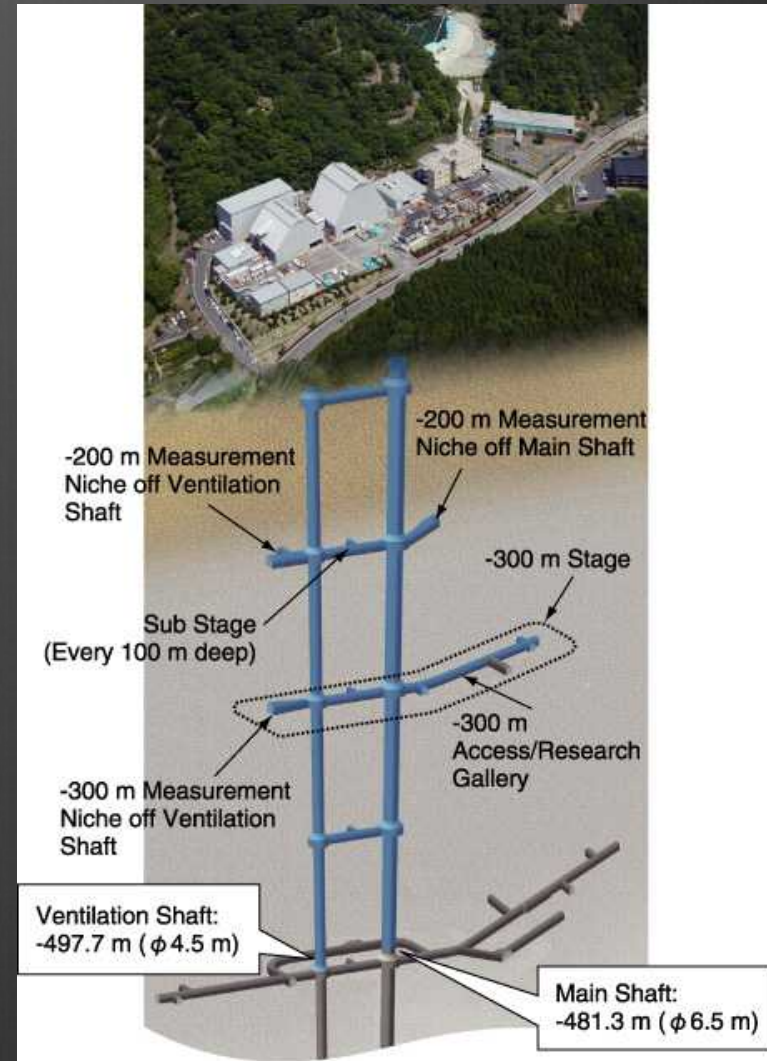 MIZUNAMI
-200 m Measurement
Niche off Main Shaft
-200 m Measurement
Niche off Ventilation
Shaft
-300 m Stage
Sub Stage
(Every 100 m deep)
-300 m
Access/Research
Gallery
-300 m Measurement
Niche off Ventilation
Shaft
Ventilation Shaft:
-497.7 m (φ4.5 m)
Main Shaft:
-481.3 m (φ6.5 m)